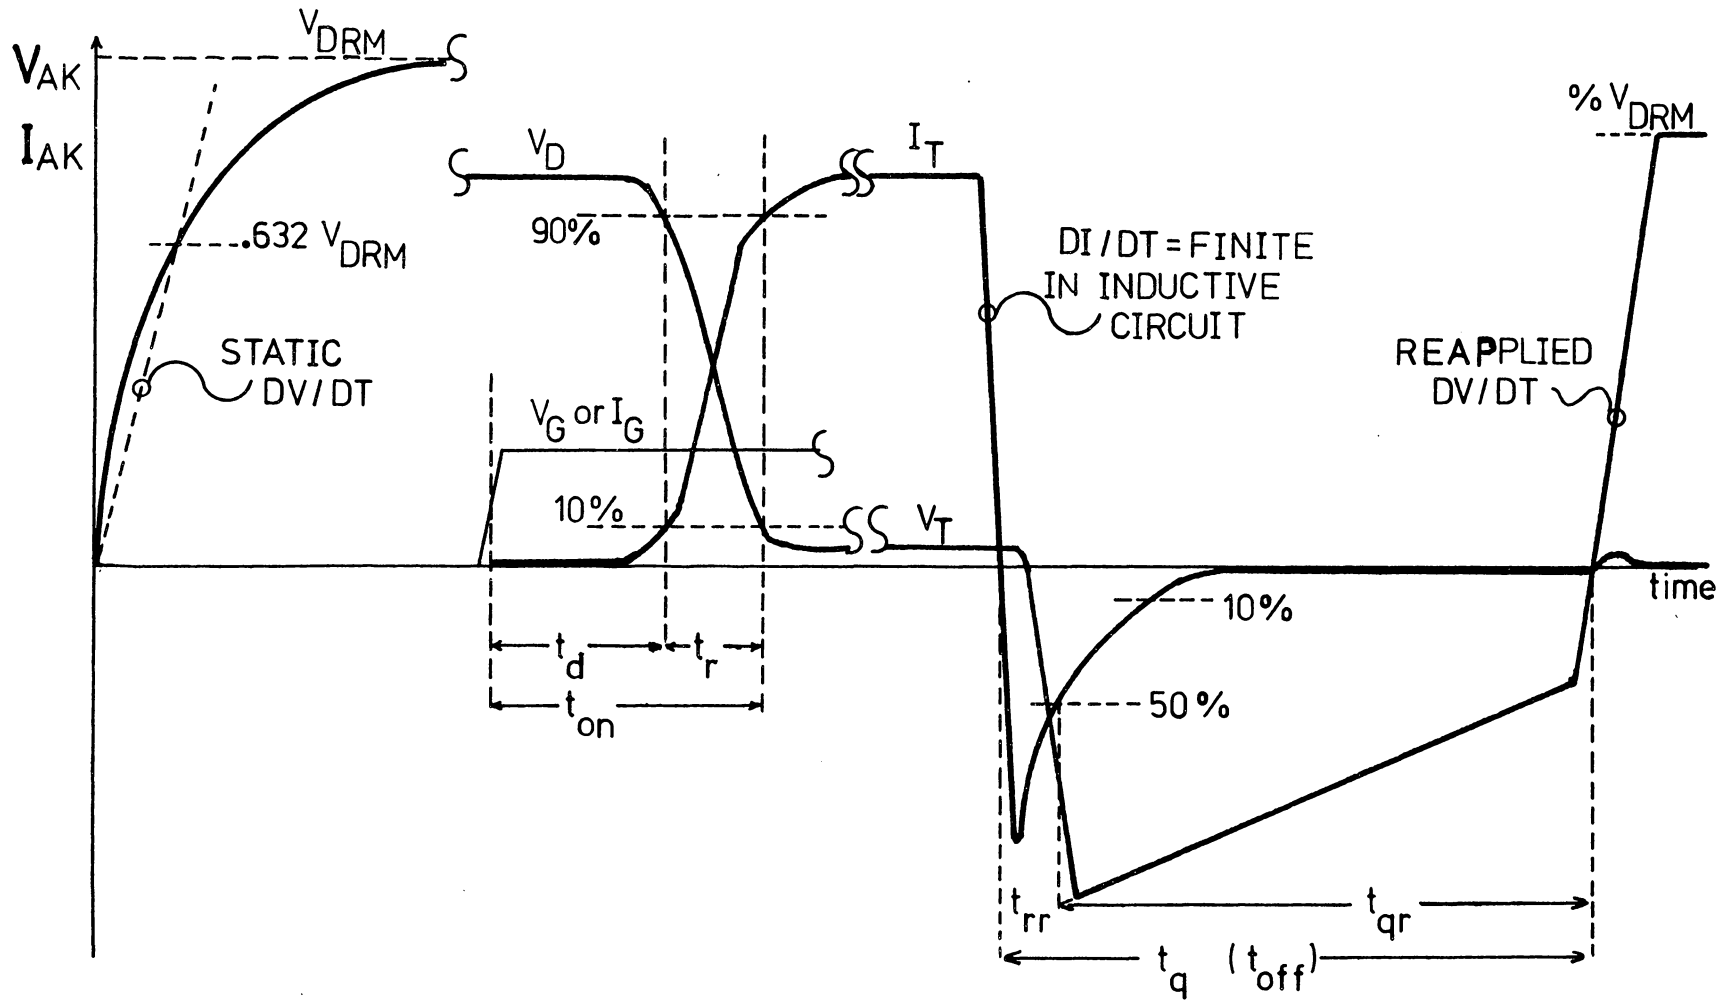 VDRM
VAK
IAK
.632 VDRM
STATIC
DV/DT
VD
90%
VG or IG
10%
td
tr
ton
IT
VT
DI/DT=FINITE
IN INDUCTIVE
CIRCUIT
% VDRM
REAPPLIED
DV/DT
time
10%
50%
trr
tqr
tq (toff)